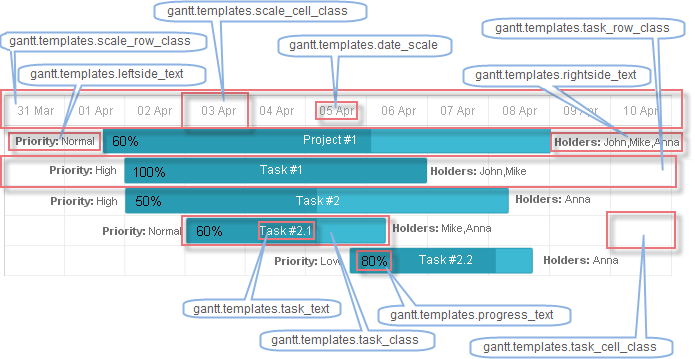 gantt.templates.scale_cell_class
gantt.templates.task_row_class
gantt.templates.scale_row_class
gantt.templates.date_scale
gantt.templates.leftside_text
gantt.templates.rightside_text
31 Mar 01 Apr 02 Apr 03 Apr 04 Apr 05 Apr 06 Apr 07 Apr 08 Apr 09 Apr 10 Apr
Priority: Normal 60% Project #1 Holders: John,Mike,Anna
Priority: High 100% Task #1 Holders: John,Mike
Priority: High 50% Task #2 Holders: Anna
Priority: Normal 60% Task #2.1 Holders: Mike,Anna
Priority: Love 80% Task #2.2 Holders: Anna
gantt.templates.task_text
gantt.templates.progress_text
gantt.templates.task_class
gantt.templates.task_cell_class